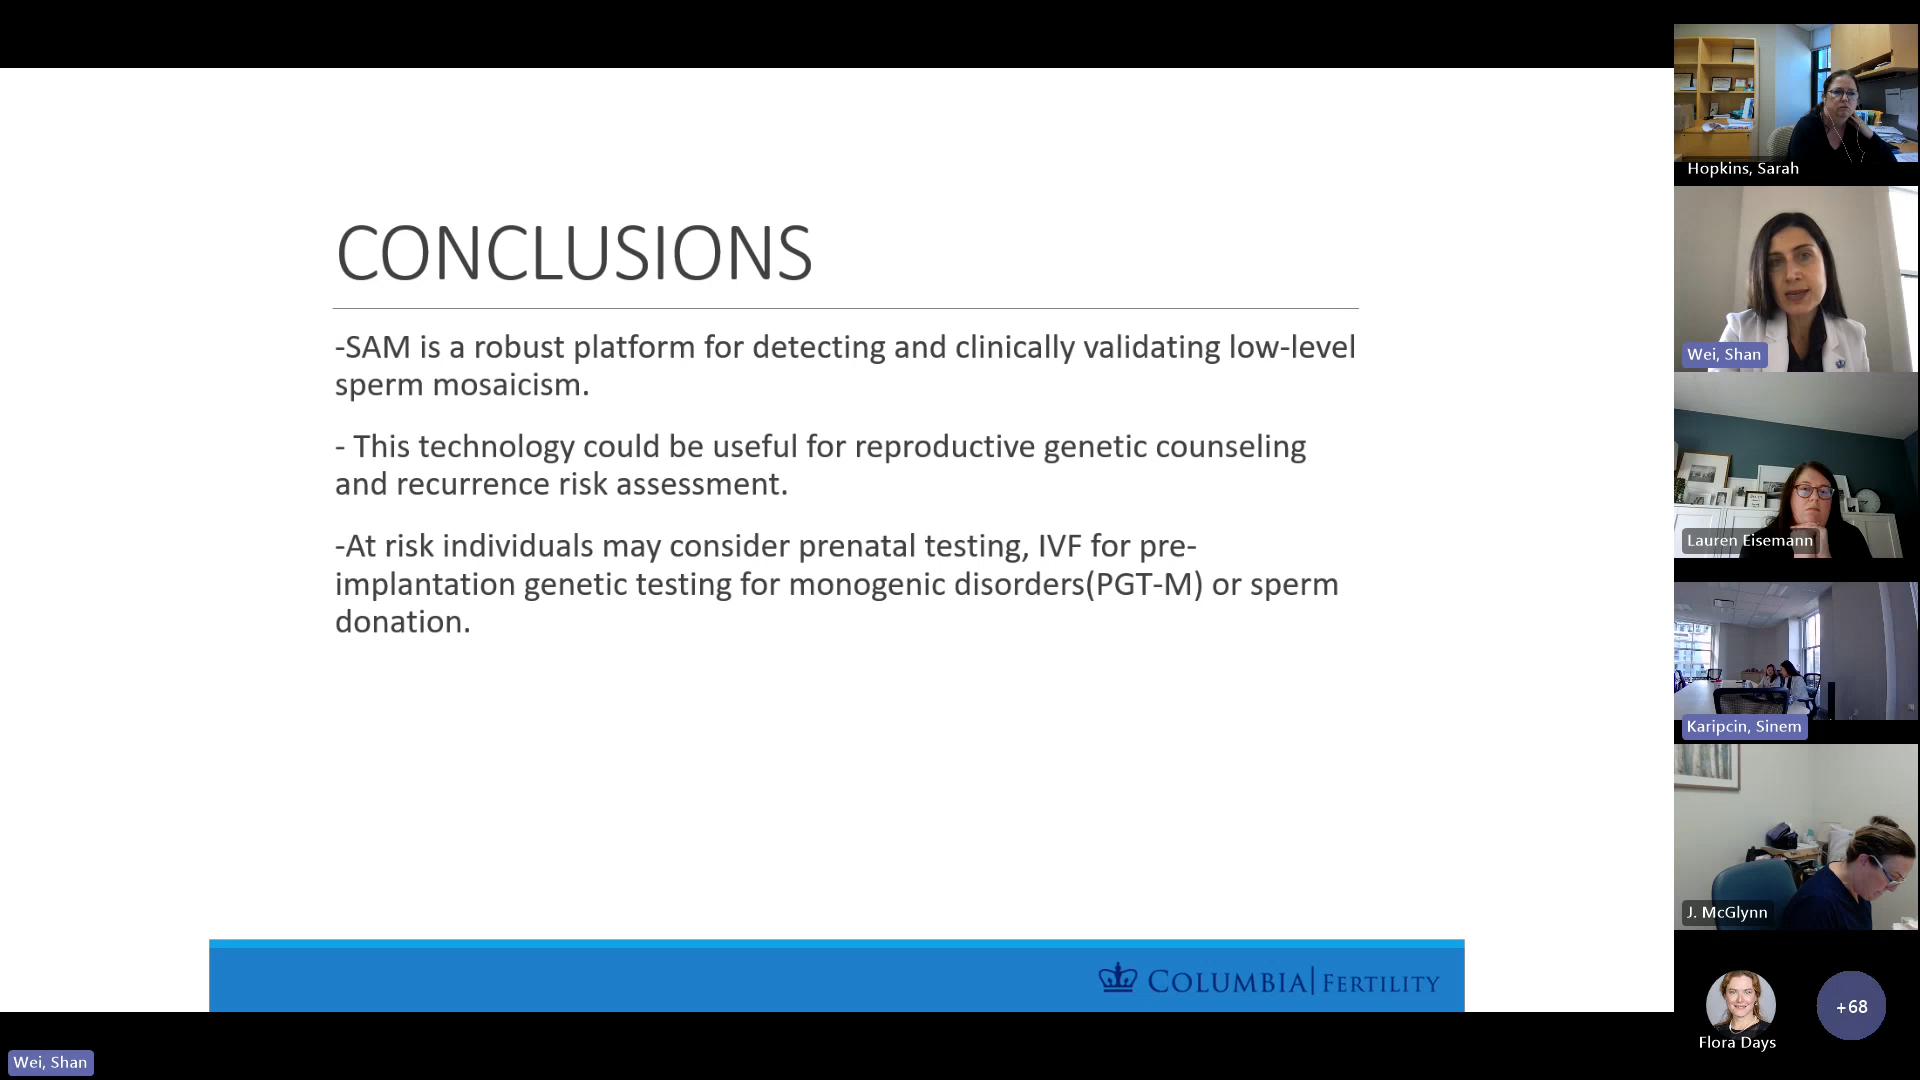 CONCLUSIONS
-SAM is a robust platform for detecting and clinically validating low-level
sperm mosaicism.
- This technology could be useful for reproductive genetic counseling
and recurrence risk assessment.
-At risk individuals may consider prenatal testing, IVF for pre-
implantation genetic testing for monogenic disorders(PGT-M) or sperm
donation.
COLUMBIA | FERTILITY
Wei, Shan
Hopkins, Sarah
Wei, Shan
Lauren Eisemann
Karipcin, Sinem
J. McGlynn
+68
Flora Days